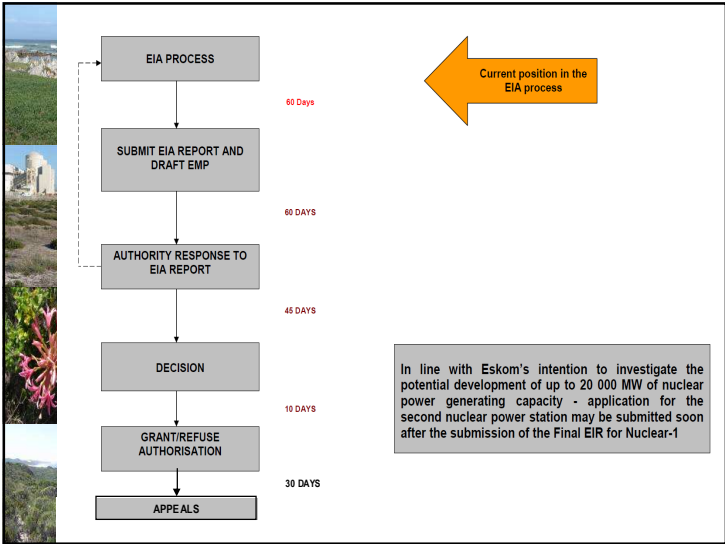 EIA PROCESS
Current position in the
EIA process
60 Days
SUBMIT EIA REPORT AND
DRAFT EMP
60 DAYS
AUTHORITY RESPONSE TO
EIA REPORT
45 DAYS
DECISION
In line with Eskom's intention to investigate the
potential development of up to 20 000 MW of nuclear
power generating capacity - application for the
second nuclear power station may be submitted soon
after the submission of the Final EIR for Nuclear-1
10 DAYS
GRANT/REFUSE
AUTHORISATION
30 DAYS
APPEALS